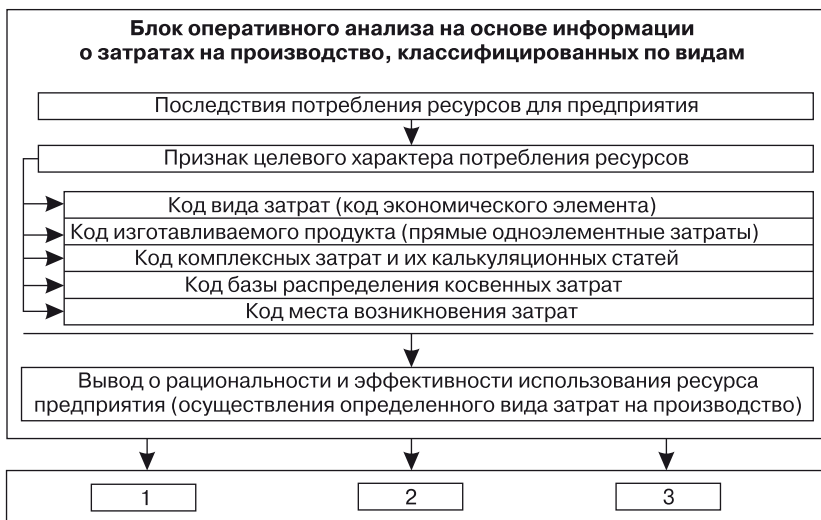 Блок оперативного анализа на основе информации
о затратах на производство, классифицированных по видам
Последствия потребления ресурсов для предприятия
Признак целевого характера потребления ресурсов
Код вида затрат (код экономического элемента)
Код изготавливаемого продукта (прямые одноэлементные затраты)
Код комплексных затрат и их калькуляционных статей
Код базы распределения косвенных затрат
Код места возникновения затрат
Вывод о рациональности и эффективности использования ресурса
предприятия (осуществления определенного вида затрат на производство)
1 2 3